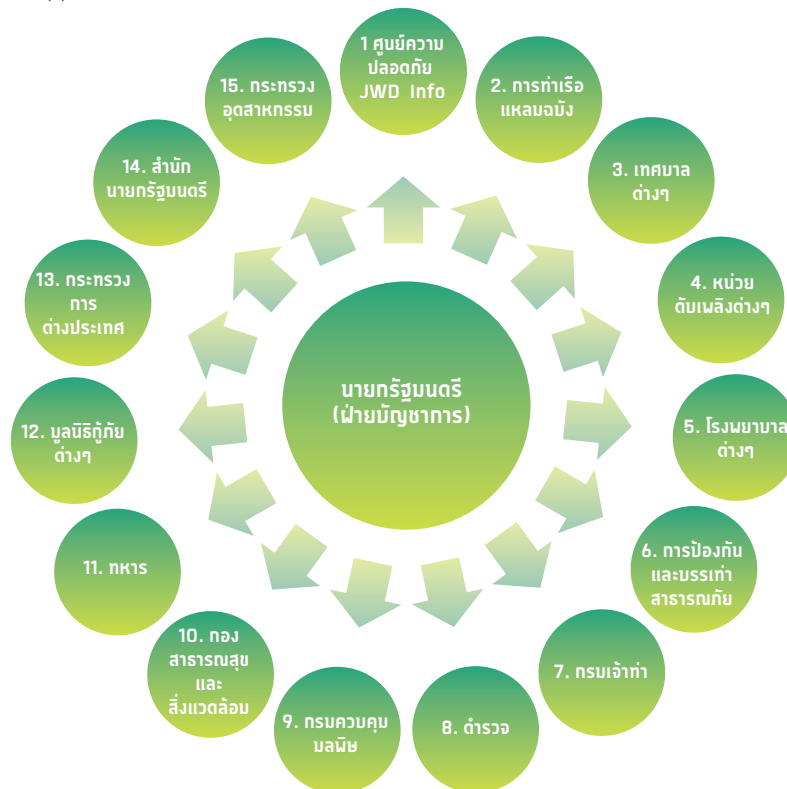 นายกรัฐมนตรี
(ฝ่ายบัญชาการ)
1 ศูนย์ความ
ปลอดภัย
JWD Info
2. การท่าเรือ
แหลมฉบัง
3. เทศบาล
ต่างๆ
4. หน่วย
ดับเพลิงต่างๆ
5. โรงพยาบาล
ต่างๆ
6. การป้องกัน
และบรรเท่า
สาธารณภัย
7. กรมเจ้าท่า
8. ตำรวจ
9. กรมควบคุม
มลพิษ
10. กอง
สาธารณสุข
และ
สิ่งแวดล้อม
11. ทหาร
12. มูลนิธิกู้ภัย
ต่างๆ
13. กระทรวง
การ
ต่างประเทศ
14. สำนัก
นายกรัฐมนตรี
15. กระทรวง
อุตสาหกรรม